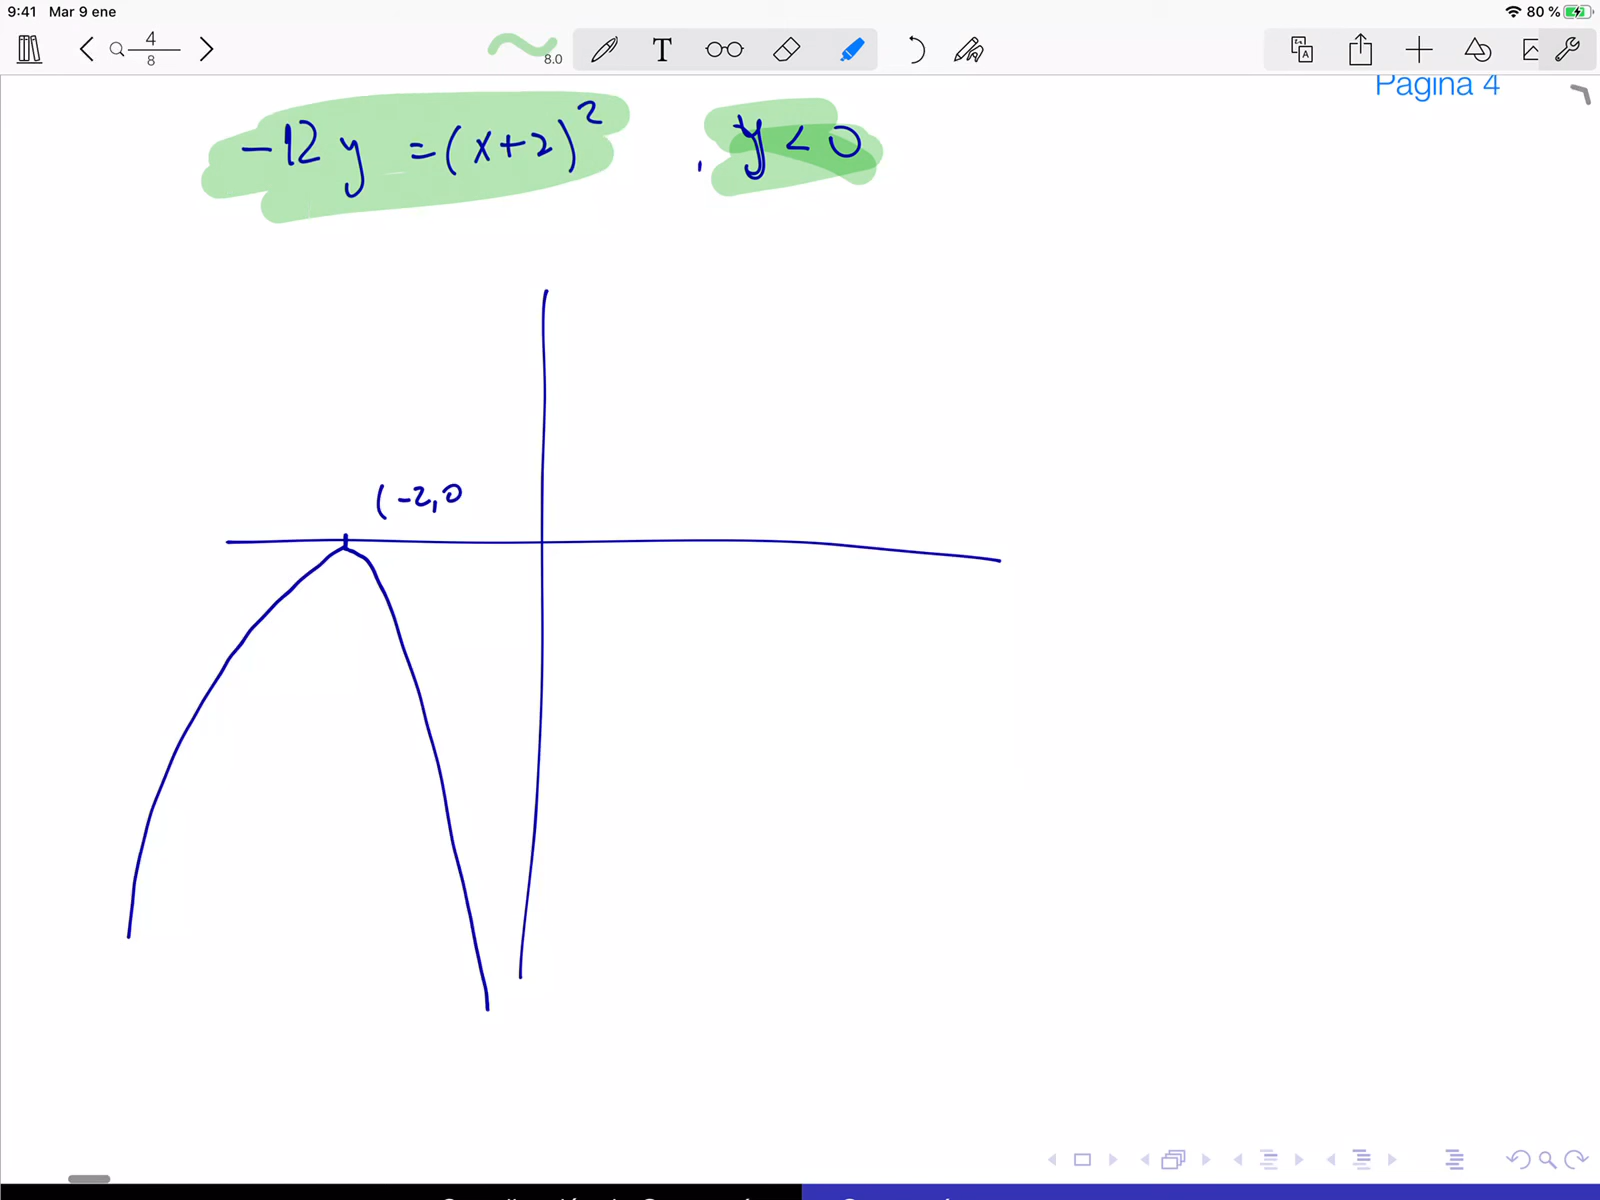 9:41 Mar 9 ene
80 %
4
8
8.0
T
A
Pagina 4
-12y = (x+2)²
, y < 0
(-2,0